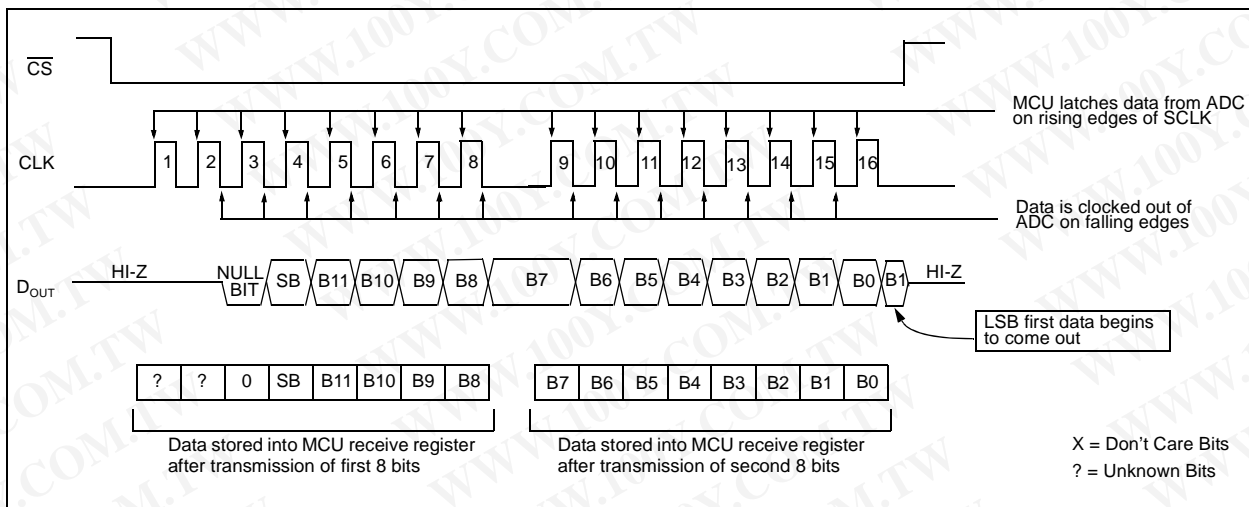 CS
MCU latches data from ADC
on rising edges of SCLK
CLK
1 2 3 4 5 6 7 8 9 10 11 12 13 14 15 16
Data is clocked out of
ADC on falling edges
DOUT
HI-Z NULL BIT SB B11 B10 B9 B8 B7 B6 B5 B4 B3 B2 B1 B0 B1 HI-Z
LSB first data begins
to come out
? ? 0 SB B11 B10 B9 B8
B7 B6 B5 B4 B3 B2 B1 B0
Data stored into MCU receive register
after transmission of first 8 bits
Data stored into MCU receive register
after transmission of second 8 bits
X = Don't Care Bits
? = Unknown Bits
WWW.100Y.COM.TW